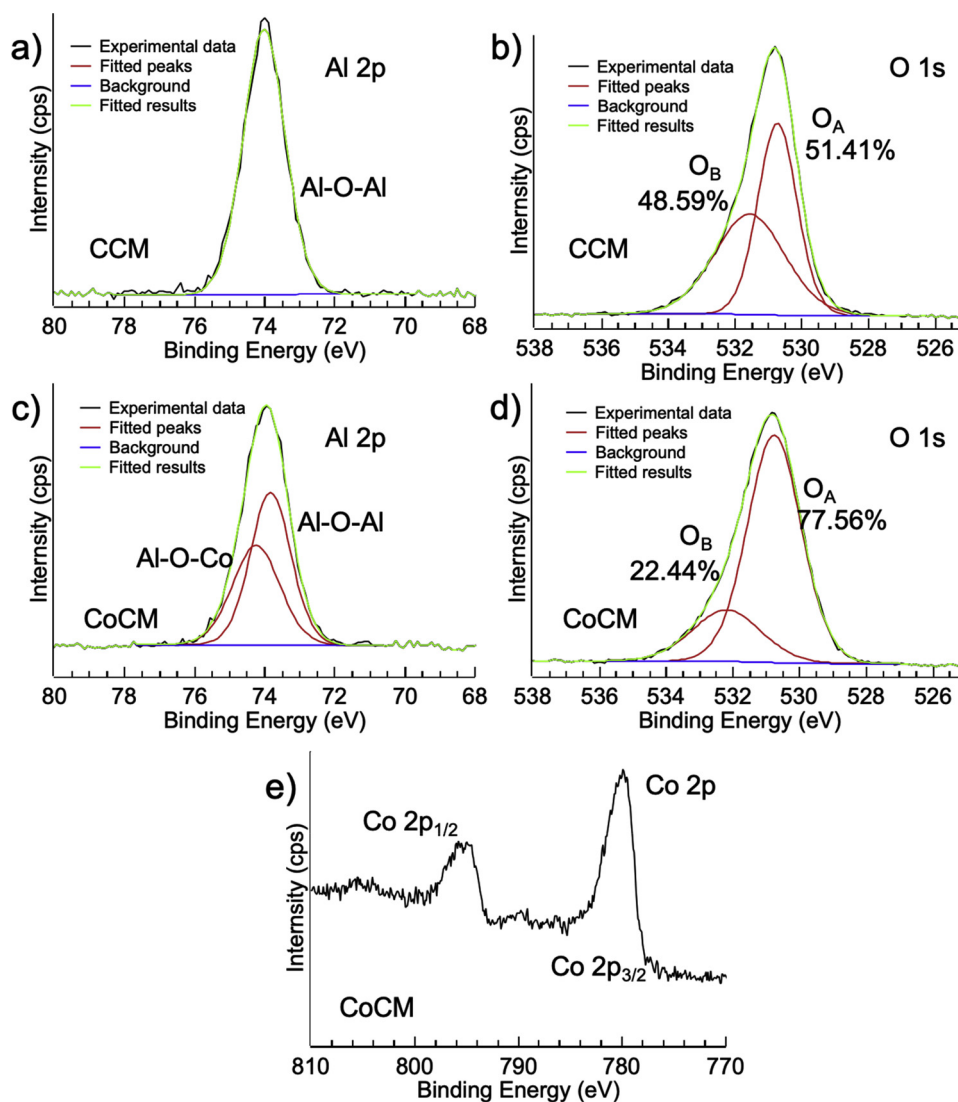 a)
Experimental data
Fitted peaks
Background
Fitted results
Al 2p
Al-O-Al
CCM
Internsity (cps)
80 78 76 74 72 70 68
Binding Energy (eV)
b)
Experimental data
Fitted peaks
Background
Fitted results
O 1s
OA
51.41%
OB
48.59%
CCM
Internsity (cps)
538 536 534 532 530 528 526
Binding Energy (eV)
c)
Experimental data
Fitted peaks
Background
Fitted results
Al 2p
Al-O-Al
Al-O-Co
CoCM
Internsity (cps)
80 78 76 74 72 70 68
Binding Energy (eV)
d)
Experimental data
Fitted peaks
Background
Fitted results
O 1s
OA
77.56%
OB
22.44%
CoCM
Internsity (cps)
538 536 534 532 530 528 526
Binding Energy (eV)
e)
Co 2p
Co 2p1/2
Co 2p3/2
CoCM
Internsity (cps)
810 800 790 780 770
Binding Energy (eV)